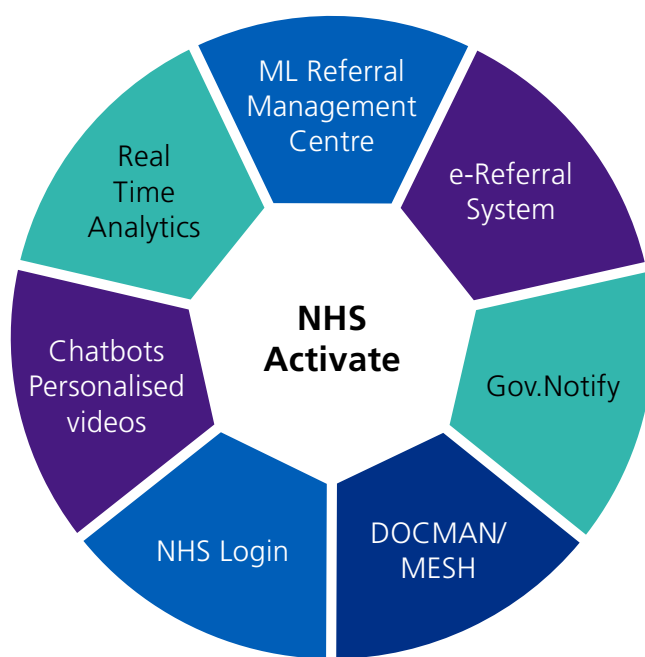 ML Referral
Management
Centre
e-Referral
System
Gov.Notify
DOCMAN/
MESH
NHS Login
Chatbots
Personalised
videos
Real
Time
Analytics
NHS
Activate